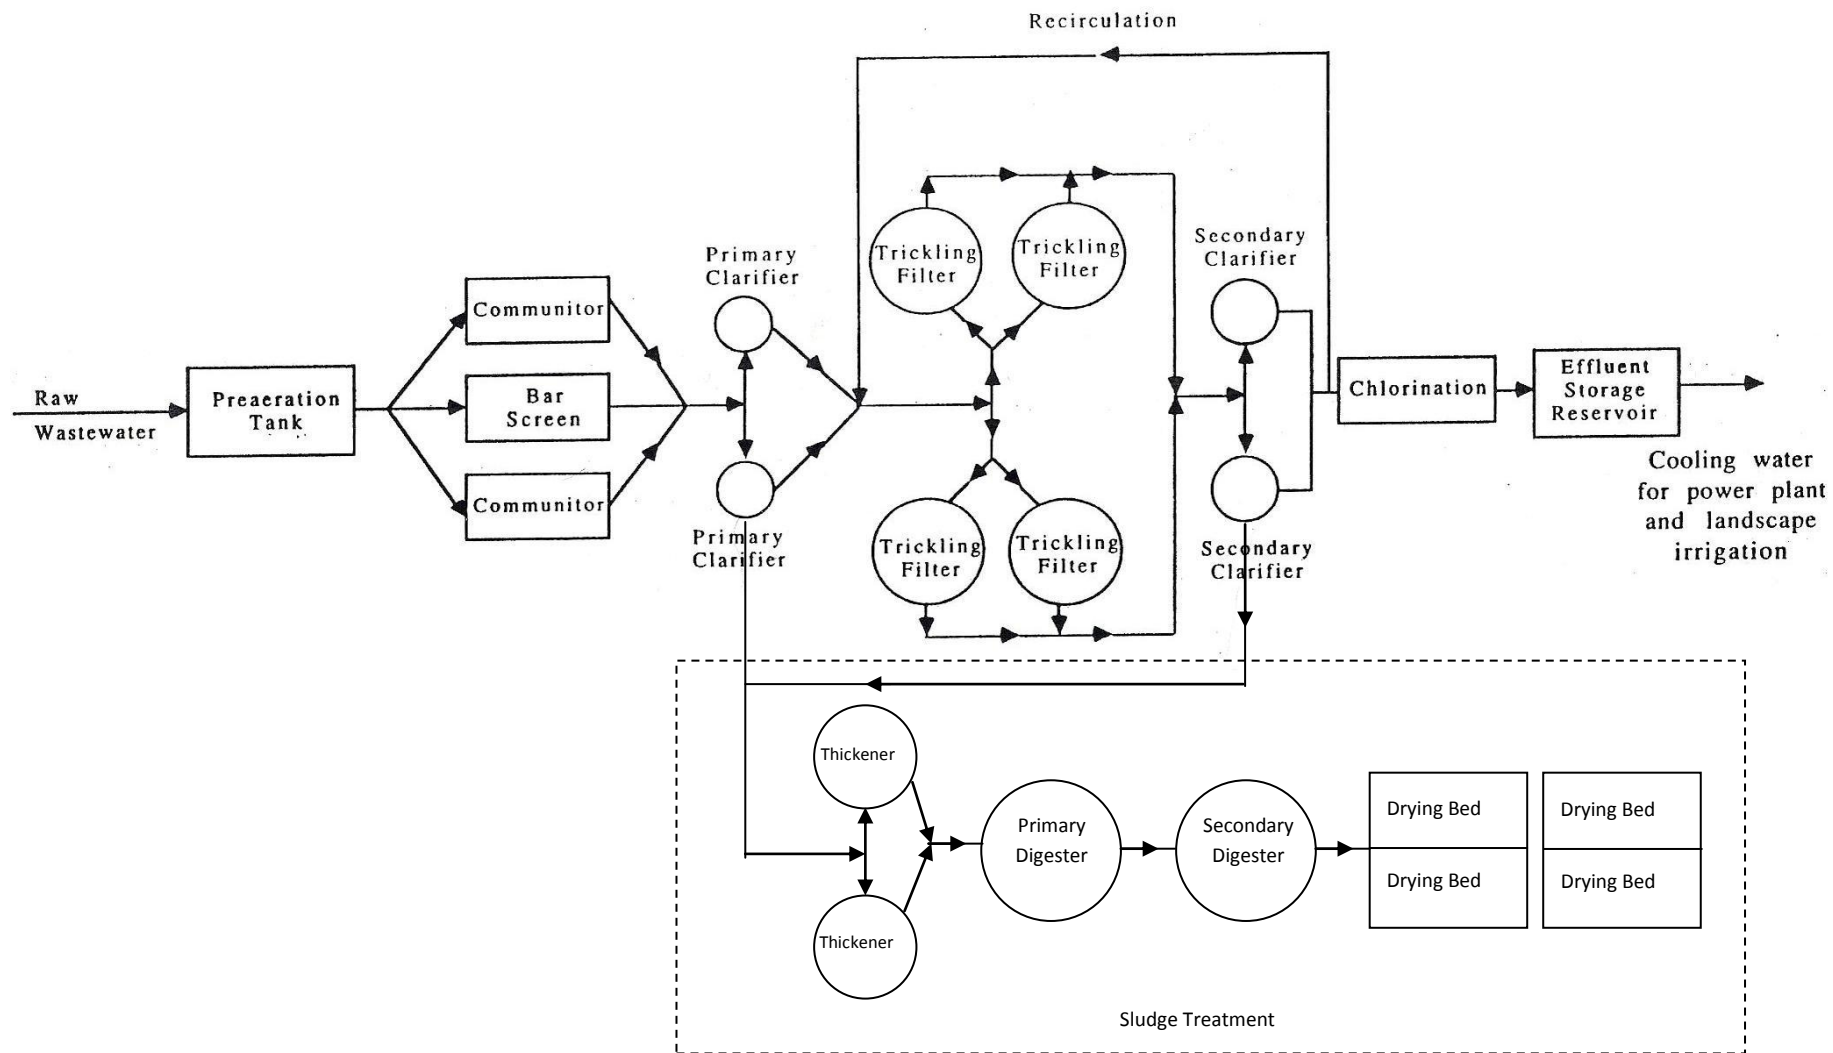 Recirculation
Raw
Wastewater
Preaeration
Tank
Communitor
Bar
Screen
Communitor
Primary
Clarifier
Primary
Clarifier
Trickling
Filter
Trickling
Filter
Trickling
Filter
Trickling
Filter
Secondary
Clarifier
Secondary
Clarifier
Chlorination
Effluent
Storage
Reservoir
Cooling water
for power plant
and landscape
irrigation
Thickener
Thickener
Primary
Digester
Secondary
Digester
Drying Bed
Drying Bed
Drying Bed
Drying Bed
Sludge Treatment